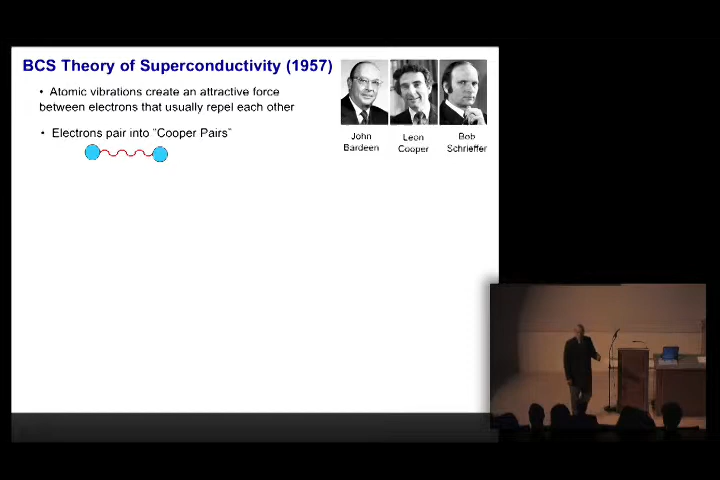 BCS Theory of Superconductivity (1957)
• Atomic vibrations create an attractive force
between electrons that usually repel each other
• Electrons pair into "Cooper Pairs"
John
Bardeen
Leon
Cooper
Bob
Schrieffer